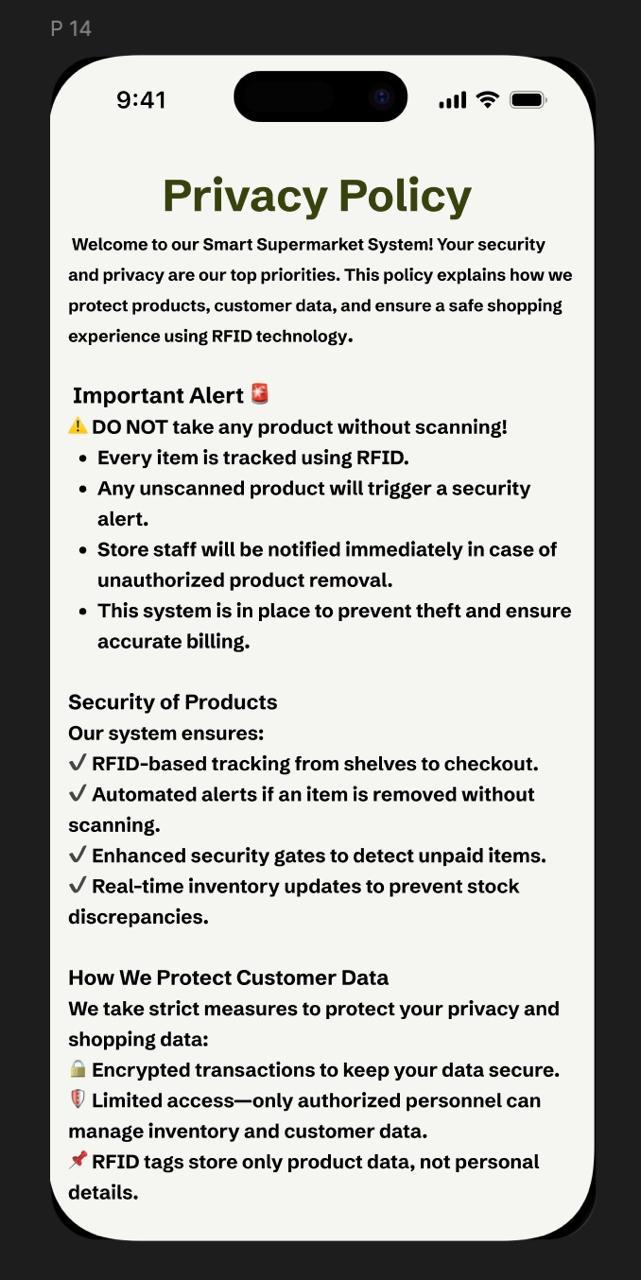 P 14
9:41
Privacy Policy
Welcome to our Smart Supermarket System! Your security
and privacy are our top priorities. This policy explains how we
protect products, customer data, and ensure a safe shopping
experience using RFID technology.
Important Alert 🚨
⚠️ DO NOT take any product without scanning!
• Every item is tracked using RFID.
• Any unscanned product will trigger a security
alert.
• Store staff will be notified immediately in case of
unauthorized product removal.
• This system is in place to prevent theft and ensure
accurate billing.
Security of Products
Our system ensures:
✔ RFID-based tracking from shelves to checkout.
✔ Automated alerts if an item is removed without
scanning.
✔ Enhanced security gates to detect unpaid items.
✔ Real-time inventory updates to prevent stock
discrepancies.
How We Protect Customer Data
We take strict measures to protect your privacy and
shopping data:
🔒 Encrypted transactions to keep your data secure.
🛡 Limited access—only authorized personnel can
manage inventory and customer data.
📌 RFID tags store only product data, not personal
details.